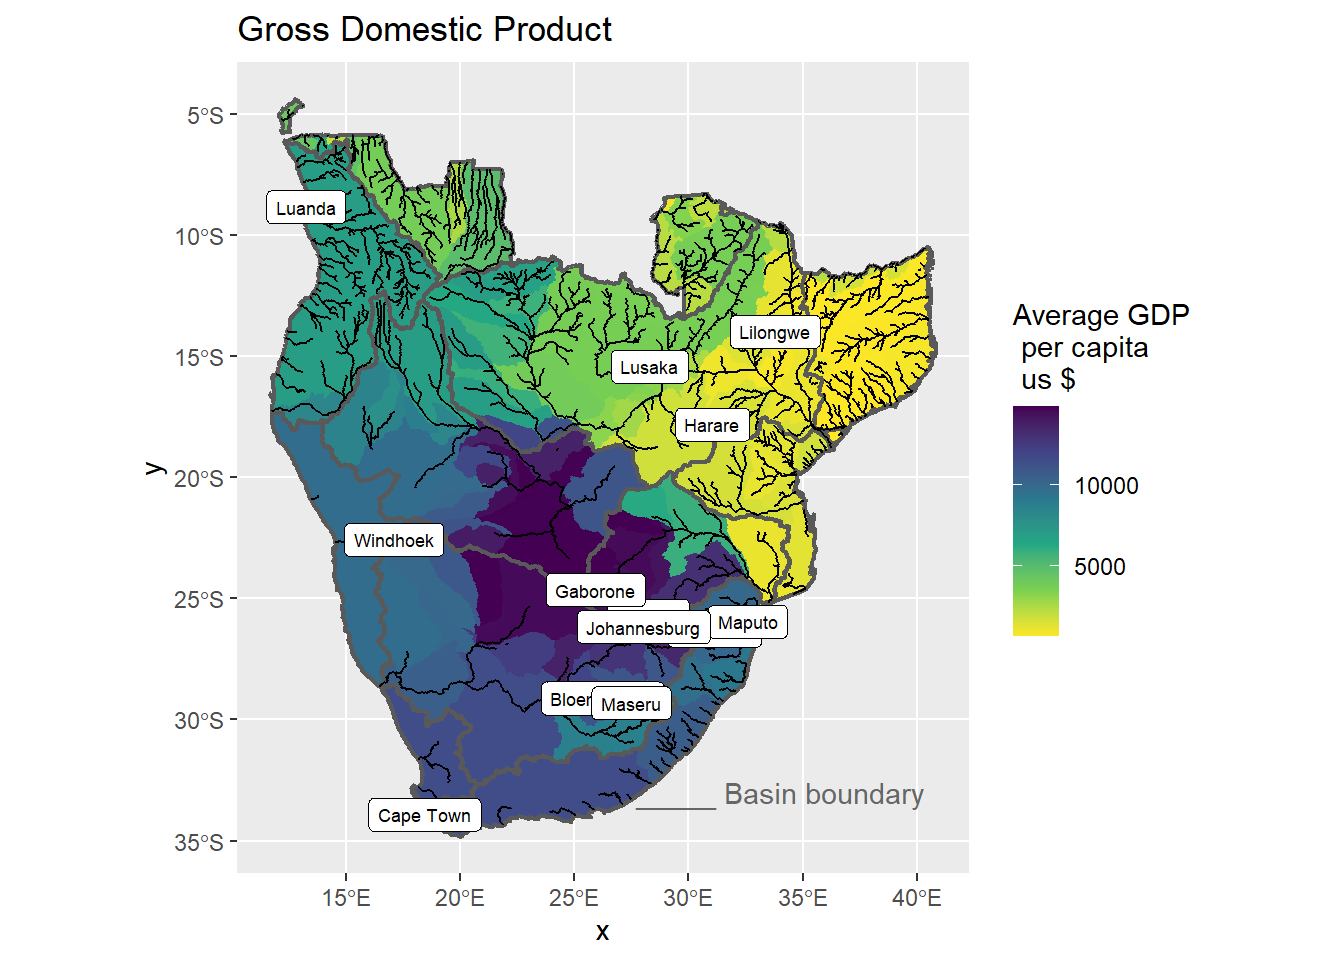 Gross Domestic Product
5°S
10°S
15°S
20°S
25°S
30°S
35°S
y
Luanda
Lilongwe
Lusaka
Harare
Windhoek
Gaborone
Johannesburg
Maputo
Maseru
Cape Town
Basin boundary
15°E
20°E
25°E
30°E
35°E
40°E
x
Average GDP
per capita
us $
10000
5000